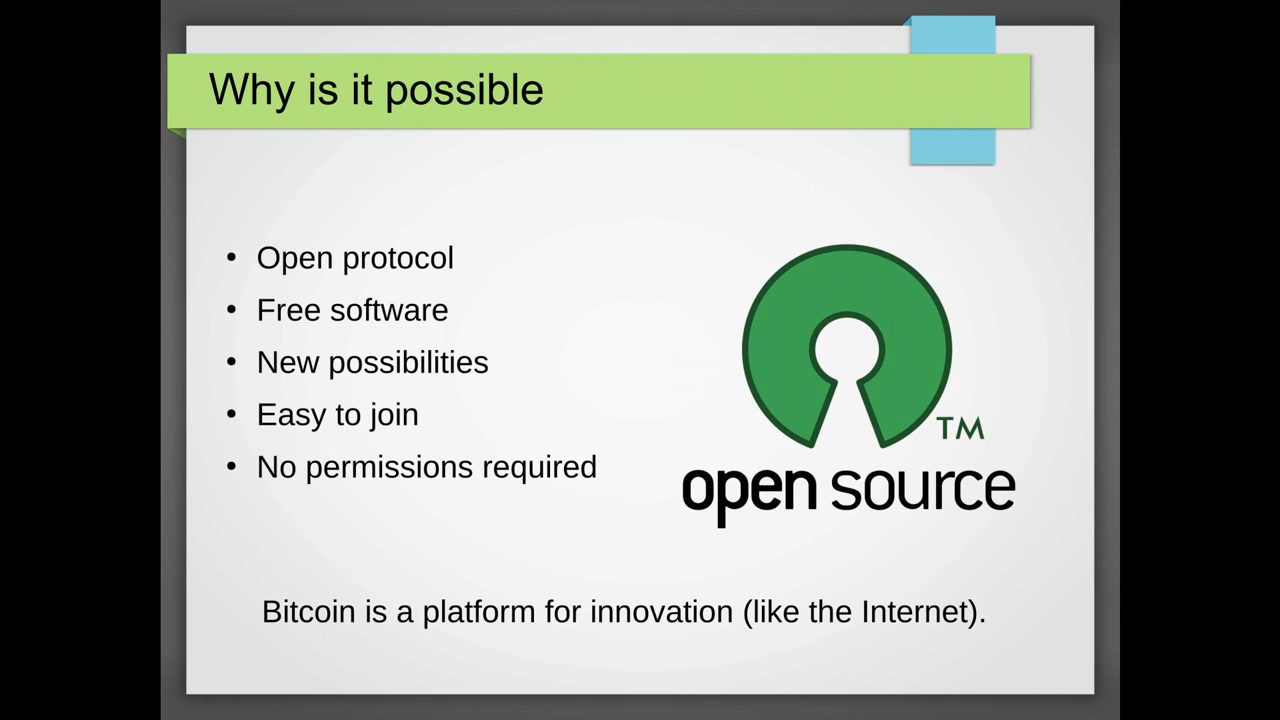 Why is it possible
• Open protocol
• Free software
• New possibilities
• Easy to join
• No permissions required
TM
open source
Bitcoin is a platform for innovation (like the Internet).